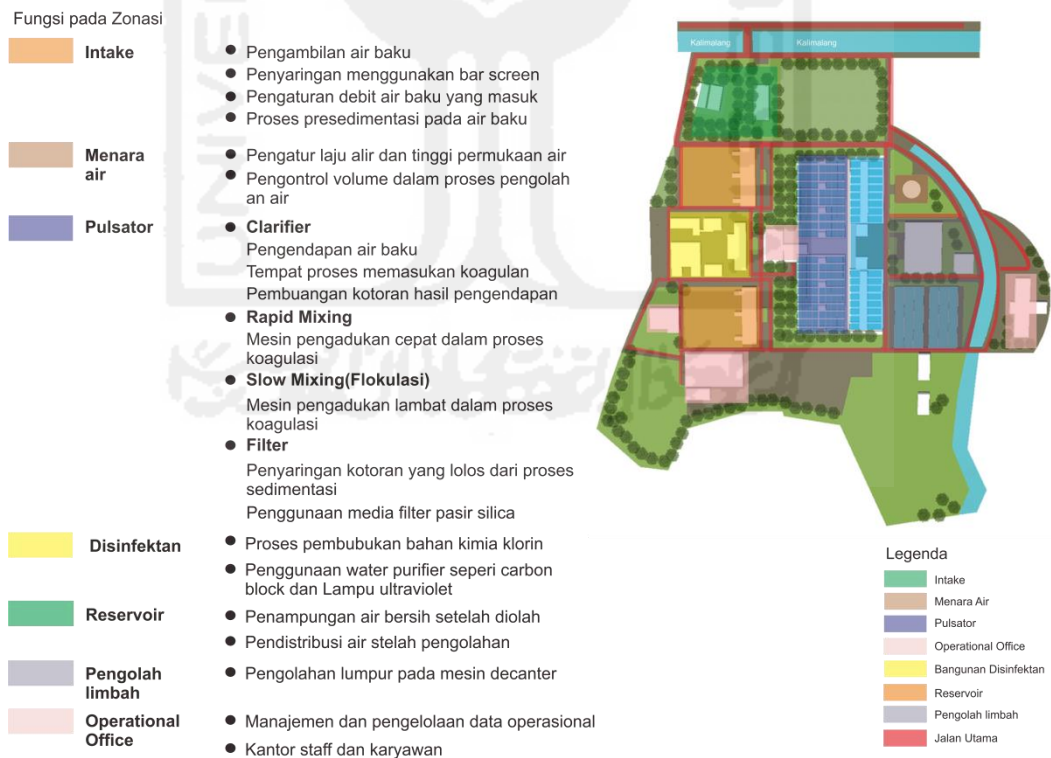 Fungsi pada Zonasi
Intake
Pengambilan air baku
Penyaringan menggunakan bar screen
Pengaturan debit air baku yang masuk
Proses presedimentasi pada air baku
Menara
air
Pengatur laju alir dan tinggi permukaan air
Pengontrol volume dalam proses pengolah
an air
Pulsator
Clarifier
Pengendapan air baku
Tempat proses memasukan koagulan
Pembuangan kotoran hasil pengendapan
Rapid Mixing
Mesin pengadukan cepat dalam proses
koagulasi
Slow Mixing(Flokulasi)
Mesin pengadukan lambat dalam proses
koagulasi
Filter
Penyaringan kotoran yang lolos dari proses
sedimentasi
Penggunaan media filter pasir silica
Disinfektan
Proses pembubukan bahan kimia klorin
Penggunaan water purifier seperi carbon
block dan Lampu ultraviolet
Reservoir
Penampungan air bersih setelah diolah
Pendistribusi air stelah pengolahan
Pengolah
limbah
Pengolahan lumpur pada mesin decanter
Operational
Office
Manajemen dan pengelolaan data operasional
Kantor staff dan karyawan
Kalimalang
Kalimalang
Legenda
Intake
Menara Air
Pulsator
Operational Office
Bangunan Disinfektan
Reservoir
Pengolah limbah
Jalan Utama